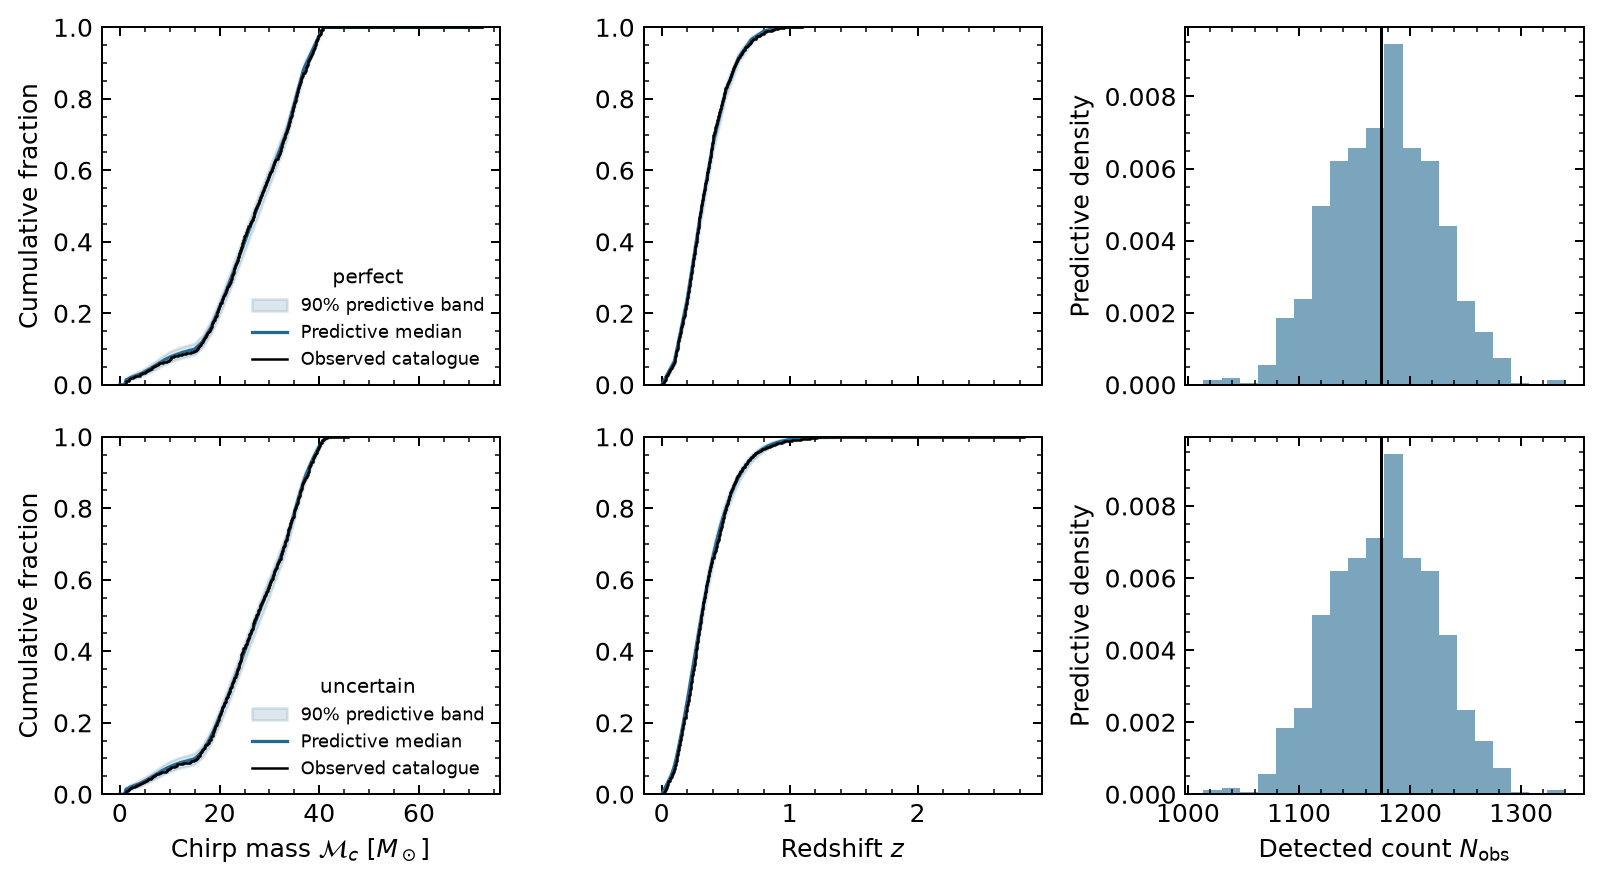 Cumulative fraction
1.0
0.8
0.6
0.4
0.2
0.0
perfect
90% predictive band
Predictive median
Observed catalogue
1.0
0.8
0.6
0.4
0.2
0.0
Predictive density
0.008
0.006
0.004
0.002
0.000
Cumulative fraction
1.0
0.8
0.6
0.4
0.2
0.0
uncertain
90% predictive band
Predictive median
Observed catalogue
0 20 40 60
Chirp mass ℳc [M⊙]
1.0
0.8
0.6
0.4
0.2
0.0
0 1 2
Redshift z
Predictive density
0.008
0.006
0.004
0.002
0.000
1000 1100 1200 1300
Detected count Nobs